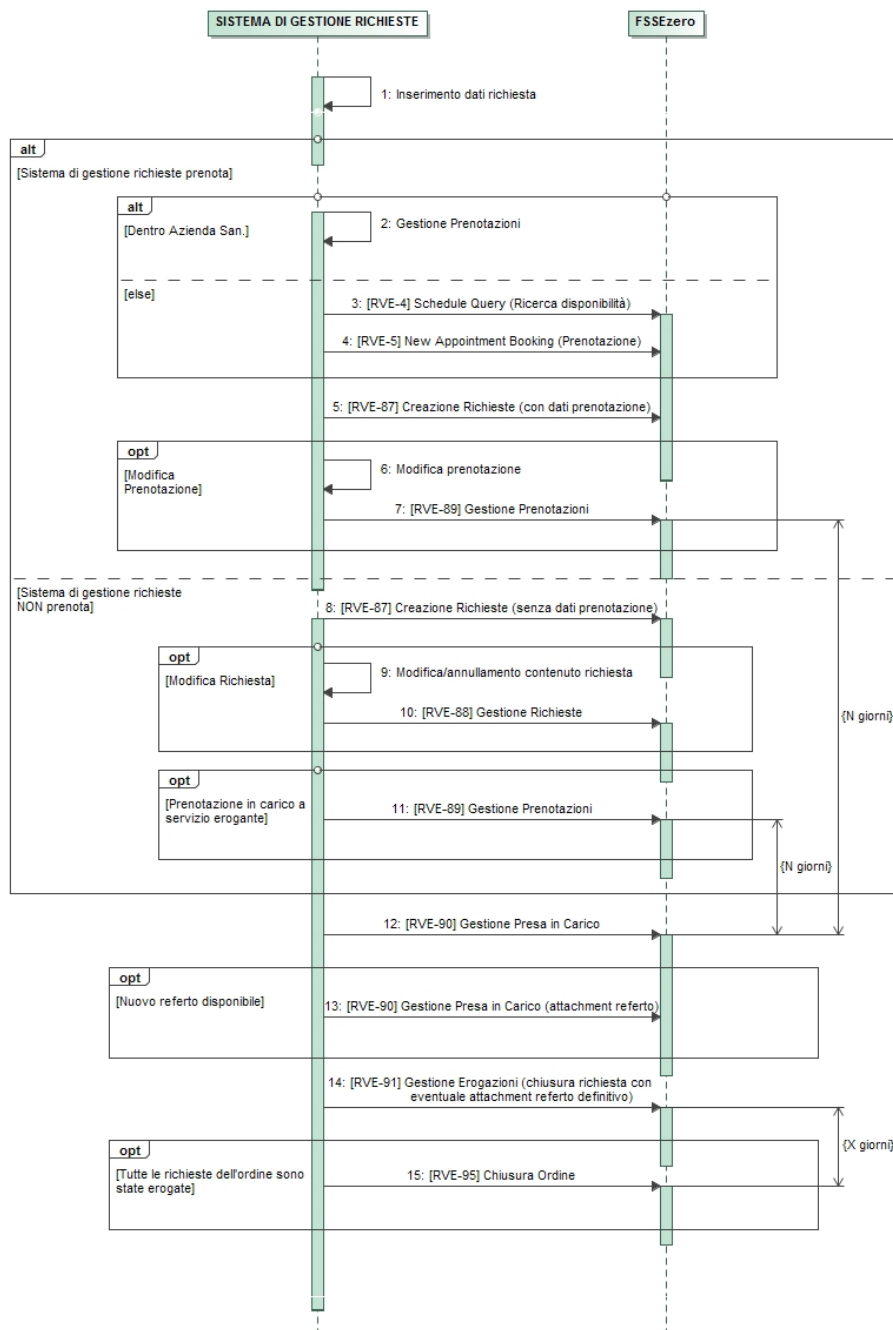 SISTEMA DI GESTIONE RICHIESTE
FSSEzero
1: Inserimento dati richiesta
alt
[Sistema di gestione richieste prenota]
alt
[Dentro Azienda San.]
2: Gestione Prenotazioni
[else]
3: [RVE-4] Schedule Query (Ricerca disponibilità)
4: [RVE-5] New Appointment Booking (Prenotazione)
5: [RVE-87] Creazione Richieste (con dati prenotazione)
opt
[Modifica
Prenotazione]
6: Modifica prenotazione
7: [RVE-89] Gestione Prenotazioni
[Sistema di gestione richieste
NON prenota]
8: [RVE-87] Creazione Richieste (senza dati prenotazione)
opt
[Modifica Richiesta]
9: Modifica/annullamento contenuto richiesta
10: [RVE-88] Gestione Richieste
{N giorni}
opt
[Prenotazione in carico a
servizio erogante]
11: [RVE-89] Gestione Prenotazioni
{N giorni}
12: [RVE-90] Gestione Presa in Carico
opt
[Nuovo referto disponibile]
13: [RVE-90] Gestione Presa in Carico (attachment referto)
14: [RVE-91] Gestione Erogazioni (chiusura richiesta con
eventuale attachment referto definitivo)
{X giorni}
opt
[Tutte le richieste dell'ordine sono
state erogate]
15: [RVE-95] Chiusura Ordine